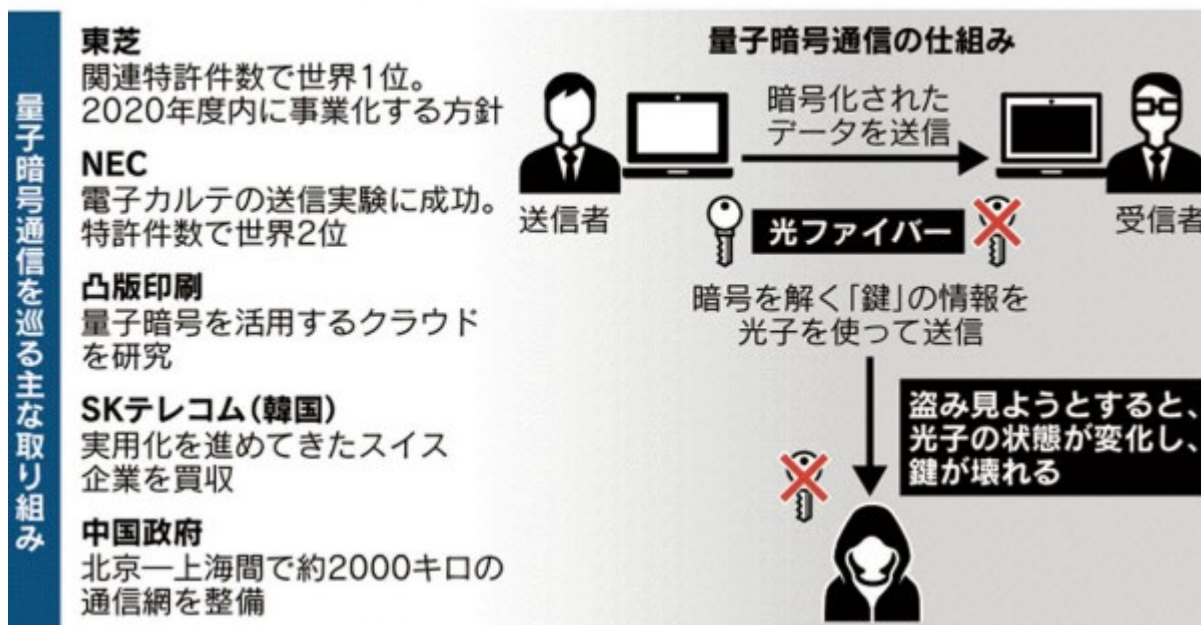 量子暗号通信を巡る主な取り組み
東芝
関連特許件数で世界1位。
2020年度内に事業化する方針
NEC
電子カルテの送信実験に成功。
特許件数で世界2位
凸版印刷
量子暗号を活用するクラウド
を研究
SKテレコム(韓国)
実用化を進めてきたスイス
企業を買収
中国政府
北京―上海間で約2000キロの
通信網を整備
量子暗号通信の仕組み
暗号化された
データを送信
送信者
光ファイバー
受信者
暗号を解く「鍵」の情報を
光子を使って送信
盗み見ようとすると、
光子の状態が変化し、
鍵が壊れる